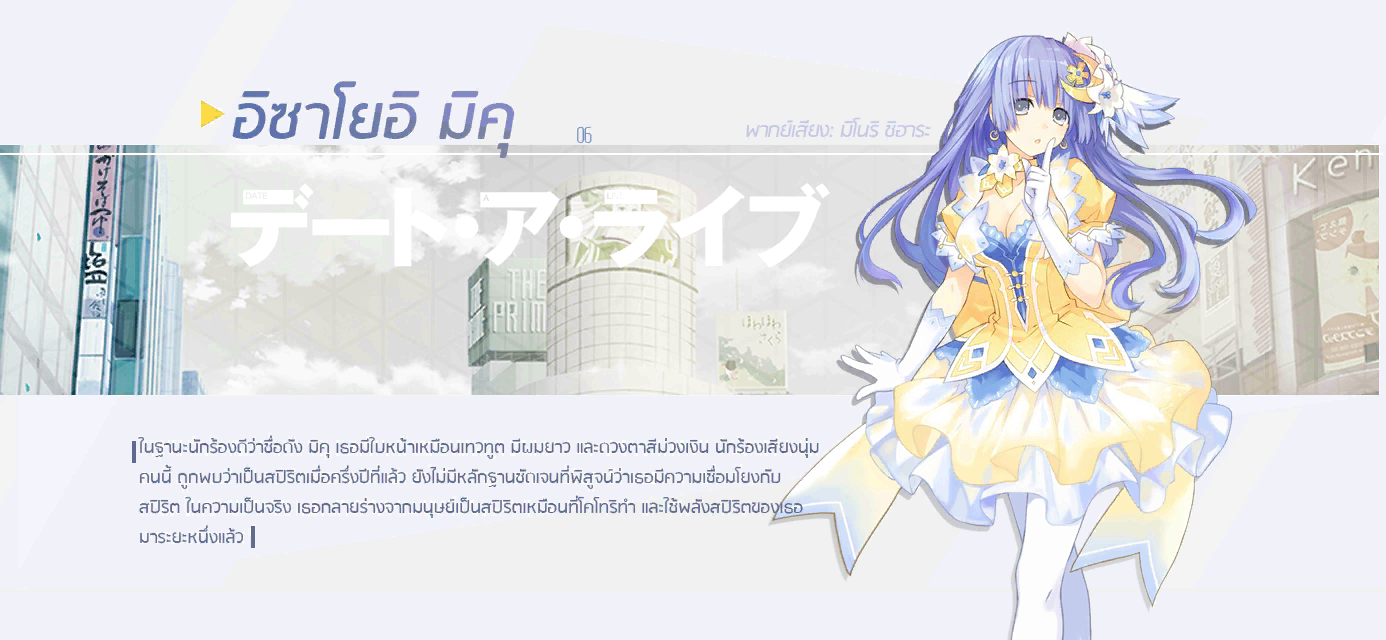 อิซาโยอิ มิคุ
06
พากย์เสียง: มิโนริ ชิฮาระ
デート・ア・ライブ
DATE
A
LIVE
THE
PRIM
Ken
ในฐานะนักร้องดีว่าชื่อดัง มิคุ เธอมีใบหน้าเหมือนเทวทูต มีผมยาว และดวงตาสีม่วงเงิน นักร้องเสียงนุ่ม
คนนี้ ถูกพบว่าเป็นสปิริตเมื่อครึ่งปีที่แล้ว ยังไม่มีหลักฐานชัดเจนที่พิสูจน์ว่าเธอมีความเชื่อมโยงกับ
สปิริต ในความเป็นจริง เธอกลายร่างจากมนุษย์เป็นสปิริตเหมือนที่โคโทริทำ และใช้พลังสปิริตของเธอ
มาระยะหนึ่งแล้ว